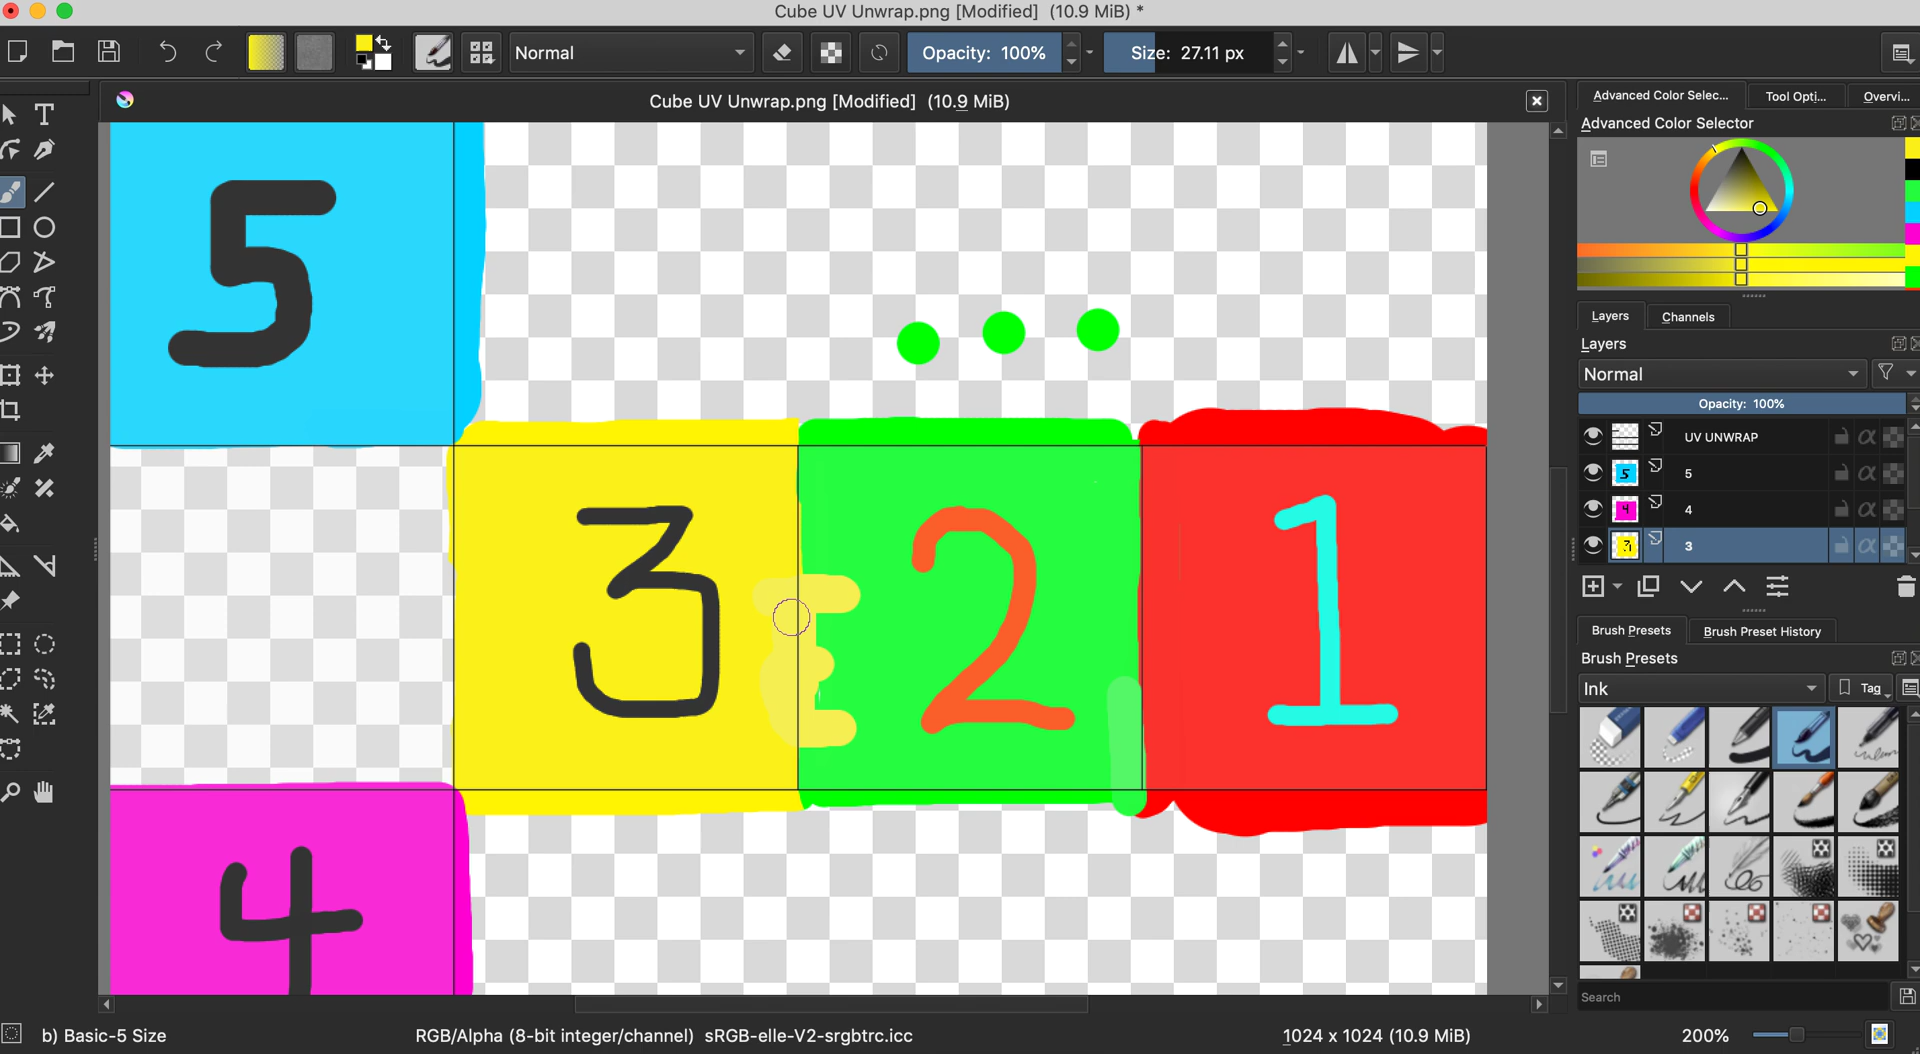 Cube UV Unwrap.png [Modified] (10.9 MiB) *
Normal
Opacity: 100%
Size: 27.11 px
Cube UV Unwrap.png [Modified] (10.9 MiB)
Advanced Color Selec...
Tool Opti...
Overvi...
Advanced Color Selector
5
3
2
1
4
Layers
Channels
Layers
Normal
Opacity: 100%
UV UNWRAP
5
4
3
Brush Presets
Brush Preset History
Brush Presets
Ink
Tag
Search
b) Basic-5 Size
RGB/Alpha (8-bit integer/channel) sRGB-elle-V2-srgbtrc.icc
1024 x 1024 (10.9 MiB)
200%